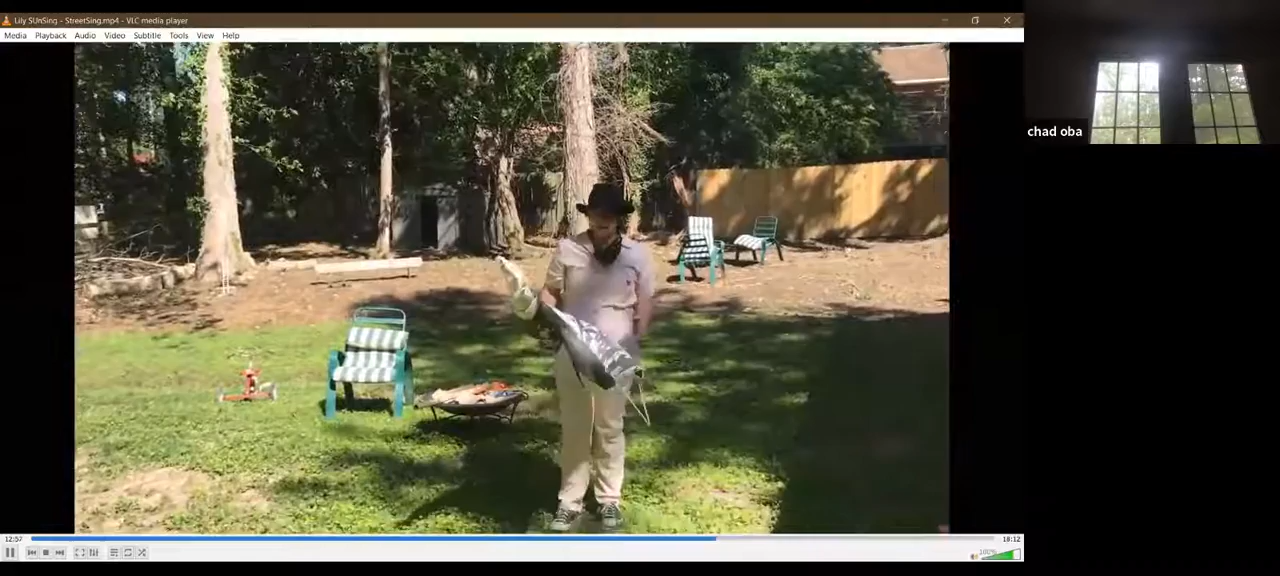 Lily SUnSing - StreetSing.mp4 - VLC media player
Media Playback Audio Video Subtitle Tools View Help
chad oba
12:57
18:12
100%